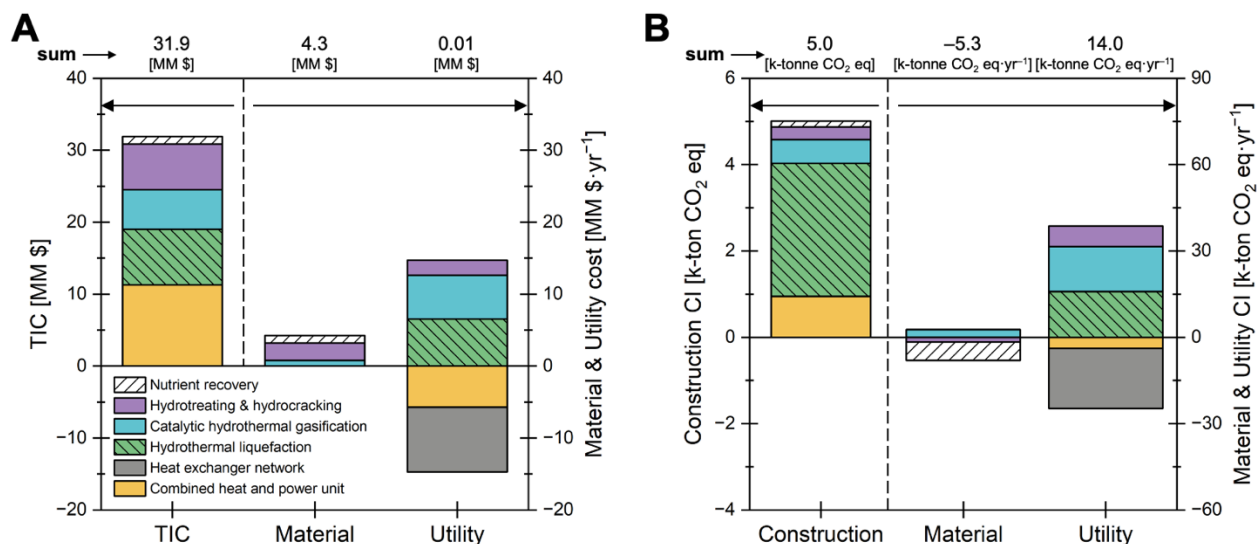 A
sum
31.9
[MM $]
4.3
[MM $]
0.01
[MM $]
40
30
20
10
0
−10
−20
TIC [MM $]
40
30
20
10
0
−10
−20
Material & Utility cost [MM $·yr⁻¹]
Nutrient recovery
Hydrotreating & hydrocracking
Catalytic hydrothermal gasification
Hydrothermal liquefaction
Heat exchanger network
Combined heat and power unit
TIC
Material
Utility
B
sum
5.0
[k-tonne CO₂ eq]
−5.3
[k-tonne CO₂ eq·yr⁻¹]
14.0
[k-tonne CO₂ eq·yr⁻¹]
6
4
2
0
−2
−4
Construction CI [k-ton CO₂ eq]
90
60
30
0
−30
−60
Material & Utility CI [k-ton CO₂ eq·yr⁻¹]
Construction
Material
Utility